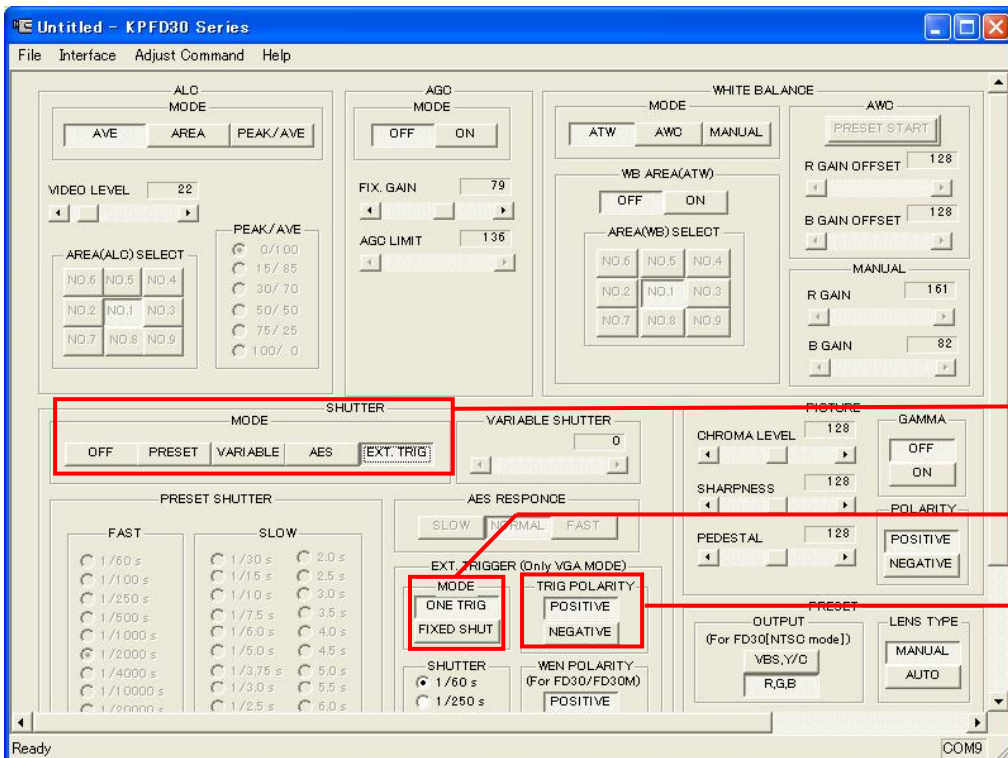 Untitled - KPFD30 Series
File Interface Adjust Command Help
ALC
MODE
AVE AREA PEAK/AVE
VIDEO LEVEL 22
PEAK/AVE
0/100
15/ 85
30/ 70
50/ 50
75/ 25
100/ 0
AREA(ALC) SELECT
NO.6 NO.5 NO.4
NO.2 NO.1 NO.3
NO.7 NO.8 NO.9
AGC
MODE
OFF ON
FIX. GAIN 79
AGC LIMIT 136
WHITE BALANCE
MODE
ATW AWC MANUAL
WB AREA(ATW)
OFF ON
AREA(WB) SELECT
NO.6 NO.5 NO.4
NO.2 NO.1 NO.3
NO.7 NO.8 NO.9
AWC
PRESET START
R GAIN OFFSET 128
B GAIN OFFSET 128
MANUAL
R GAIN 161
B GAIN 82
SHUTTER
MODE
OFF PRESET VARIABLE AES EXT. TRIG
VARIABLE SHUTTER
0
PRESET SHUTTER
FAST
1/60 s
1/100 s
1/250 s
1/500 s
1/1000 s
1/2000 s
1/4000 s
1/10000 s
1/20000 s
SLOW
1/30 s 2.0 s
1/15 s 2.5 s
1/10 s 3.0 s
1/7.5 s 3.5 s
1/6.0 s 4.0 s
1/5.0 s 4.5 s
1/3.75 s 5.0 s
1/3.0 s 5.5 s
1/2.5 s 6.0 s
AES RESPONCE
SLOW NORMAL FAST
EXT. TRIGGER (Only VGA MODE)
MODE
ONE TRIG
FIXED SHUT
TRIG POLARITY
POSITIVE
NEGATIVE
SHUTTER
1/60 s
1/250 s
WEN POLARITY
(For FD30/FD30M)
POSITIVE
PICTURE
CHROMA LEVEL 128
SHARPNESS 128
PEDESTAL 128
GAMMA
OFF
ON
POLARITY
POSITIVE
NEGATIVE
PRESET
OUTPUT
(For FD30[NTSC mode])
VBS,Y/C
R,G,B
LENS TYPE
MANUAL
AUTO
Ready COM9